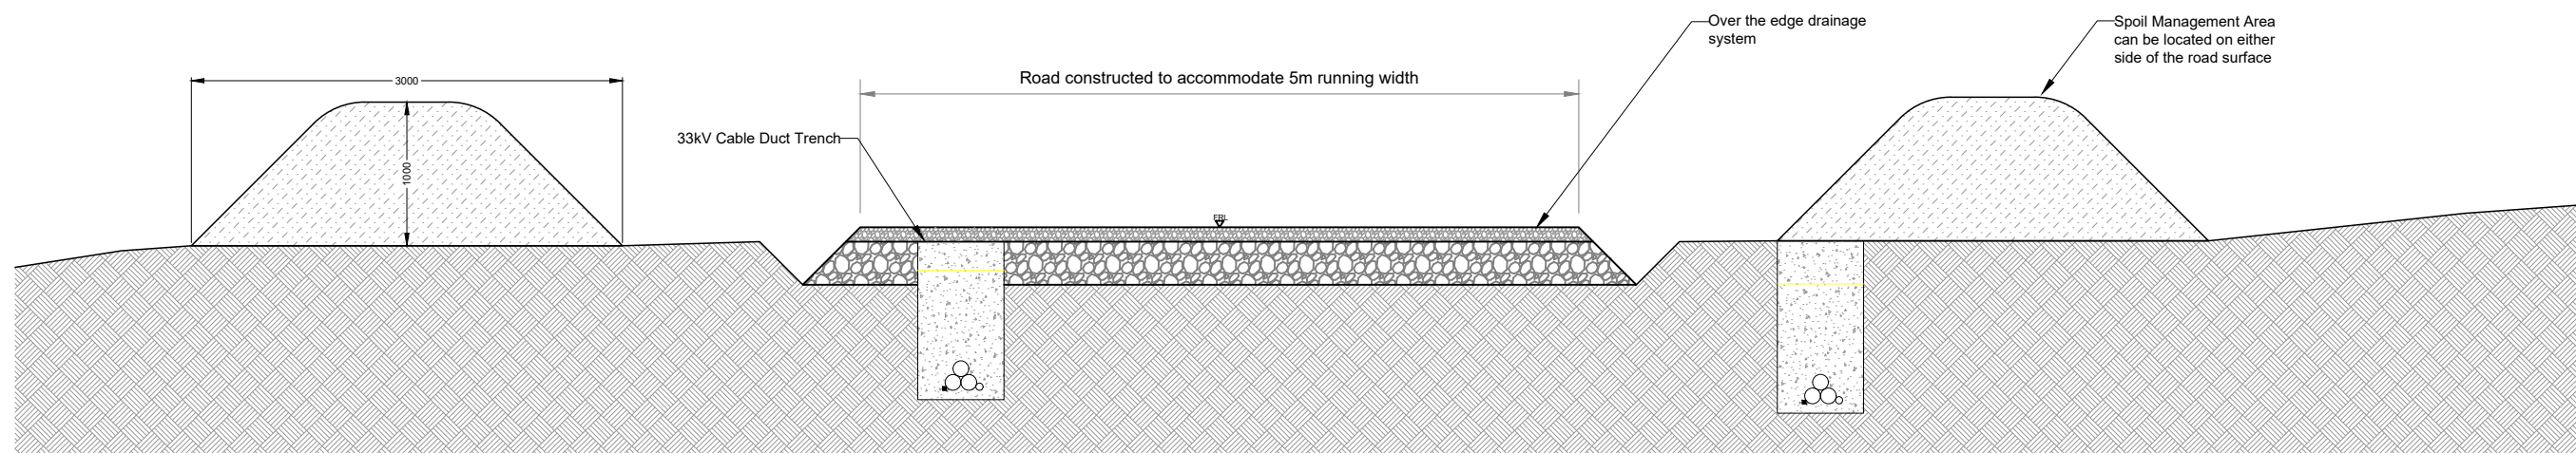 Over the edge drainage
system
Spoil Management Area
can be located on either
side of the road surface
3000
Road constructed to accommodate 5m running width
33kV Cable Duct Trench
1000
FRL